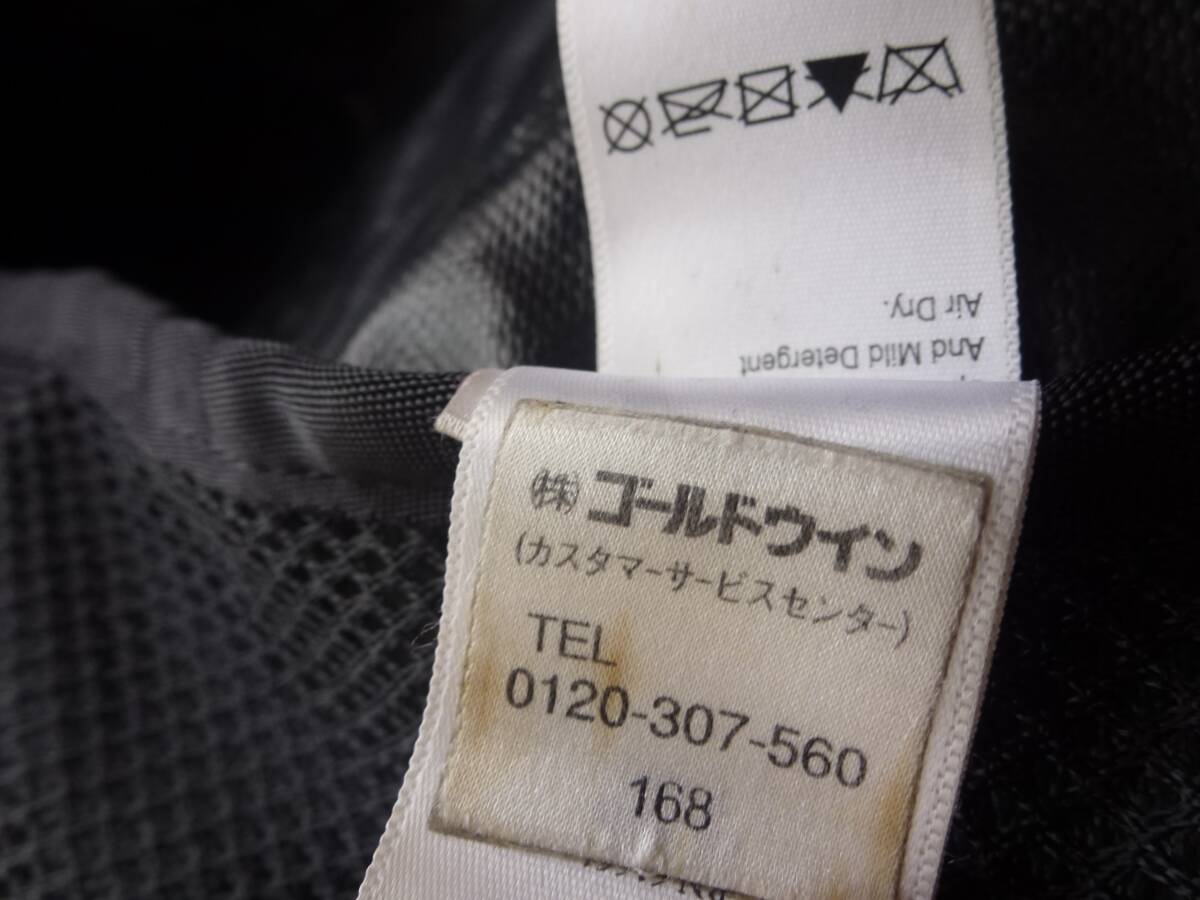 And Mild Detergent
Air Dry.
㈱ゴールドウイン
(カスタマーサービスセンター)
TEL
0120-307-560
168